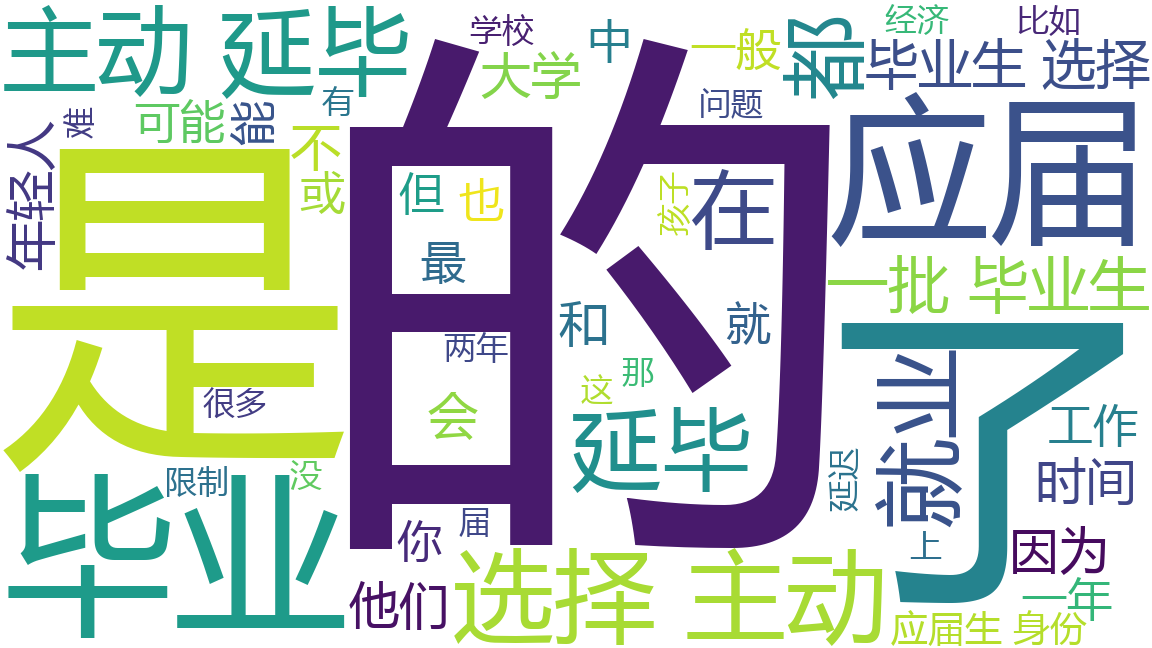 主动 延毕
学校
大学
中
一般
都
经济
比如
毕业生 选择
难
可能
能
有
问题
年轻人
不
或
是
的
但
也
最
孩子
在
应届
一批 毕业生
和
就
两年
那
这
会
很多
延毕
了
就业
工作
时间
延迟
限制
没
毕业
你
届
上
因为
他们
选择 主动
一年
应届生 身份